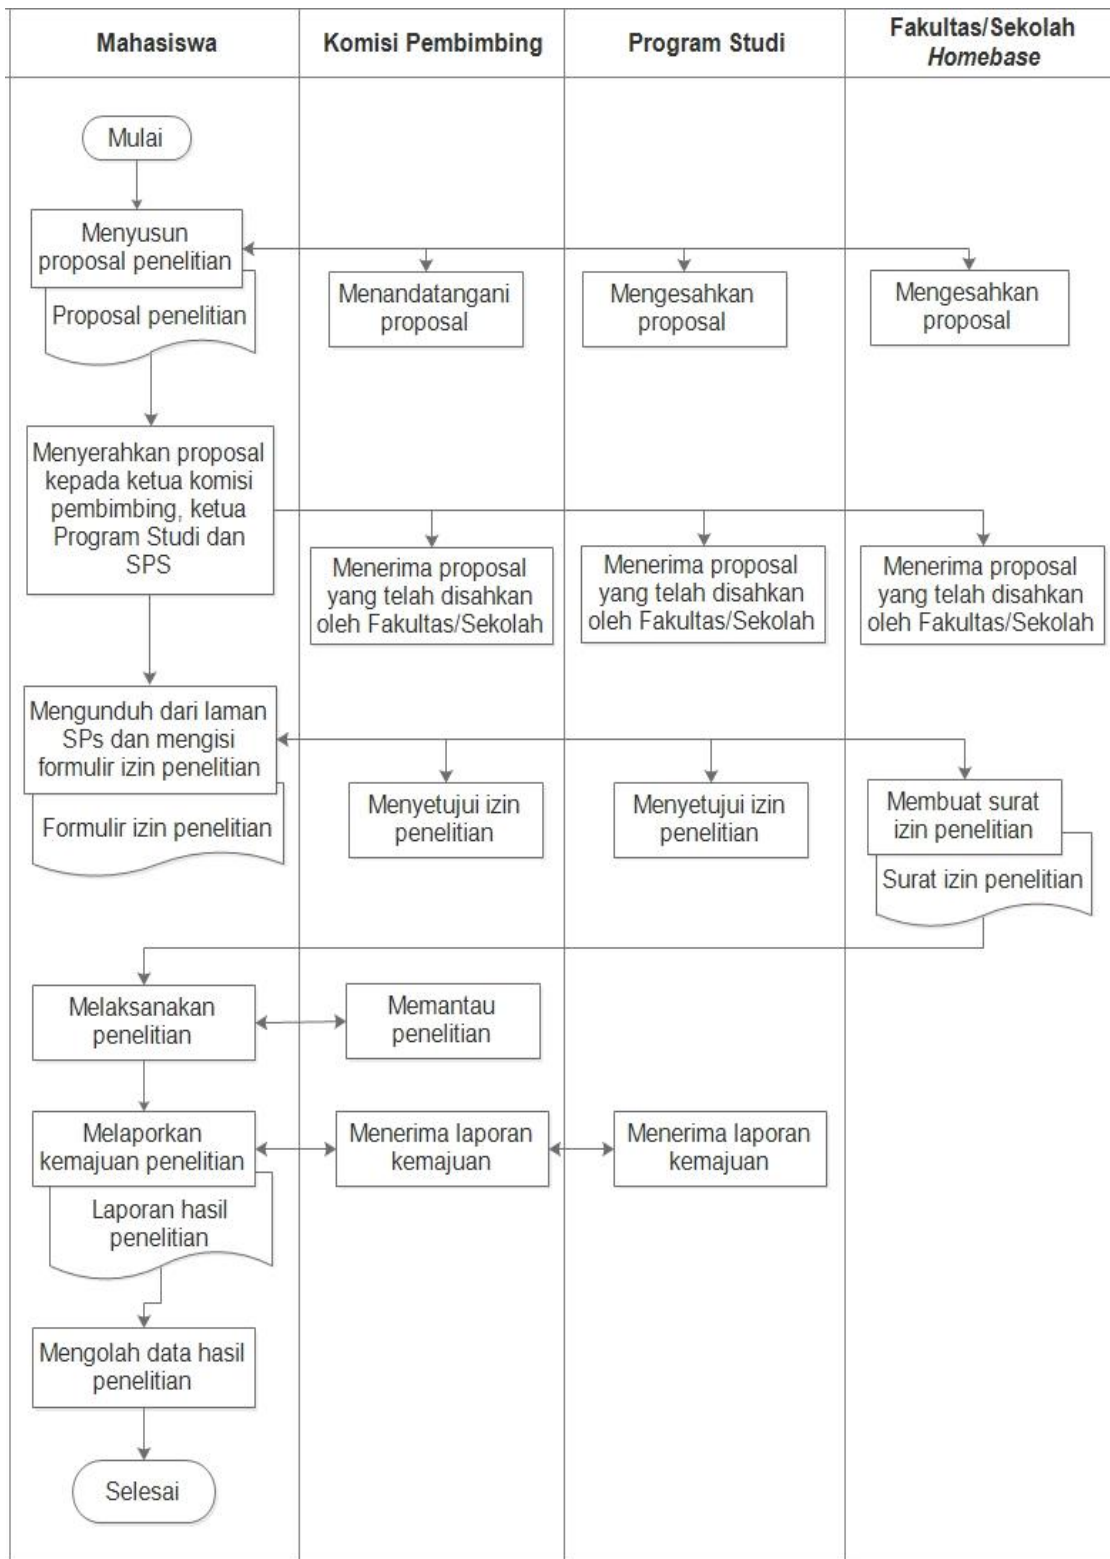 Mahasiswa
Komisi Pembimbing
Program Studi
Fakultas/Sekolah
Homebase
Mulai
Menyusun
proposal penelitian
Proposal penelitian
Menandatangani
proposal
Mengesahkan
proposal
Mengesahkan
proposal
Menyerahkan proposal
kepada ketua komisi
pembimbing, ketua
Program Studi dan
SPS
Menerima proposal
yang telah disahkan
oleh Fakultas/Sekolah
Menerima proposal
yang telah disahkan
oleh Fakultas/Sekolah
Menerima proposal
yang telah disahkan
oleh Fakultas/Sekolah
Mengunduh dari laman
SPs dan mengisi
formulir izin penelitian
Formulir izin penelitian
Menyetujui izin
penelitian
Menyetujui izin
penelitian
Membuat surat
izin penelitian
Surat izin penelitian
Melaksanakan
penelitian
Memantau
penelitian
Melaporkan
kemajuan penelitian
Laporan hasil
penelitian
Menerima laporan
kemajuan
Menerima laporan
kemajuan
Mengolah data hasil
penelitian
Selesai